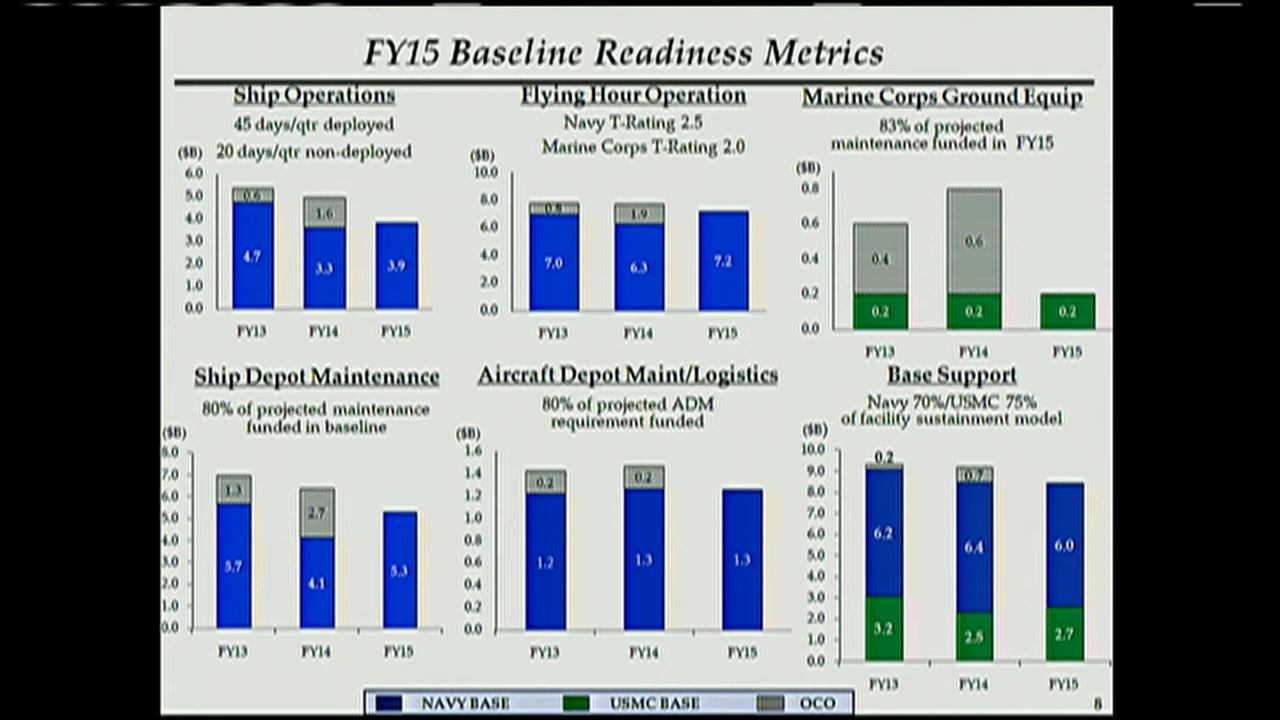 FY15 Baseline Readiness Metrics
Ship Operations
45 days/qtr deployed
20 days/qtr non-deployed
($B)
6.0
5.0
4.0
3.0
2.0
1.0
0.0
0.6
4.7
1.6
3.3
3.9
FY13
FY14
FY15
Flying Hour Operation
Navy T-Rating 2.5
Marine Corps T-Rating 2.0
($B)
10.0
8.0
6.0
4.0
2.0
0.0
0.8
7.0
1.9
6.3
7.2
FY13
FY14
FY15
Marine Corps Ground Equip
83% of projected
maintenance funded in FY15
($B)
0.8
0.6
0.4
0.2
0.0
0.4
0.2
0.6
0.2
0.2
FY13
FY14
FY15
Ship Depot Maintenance
80% of projected maintenance
funded in baseline
($B)
8.0
7.0
6.0
5.0
4.0
3.0
2.0
1.0
0.0
1.3
5.7
2.7
4.1
5.3
FY13
FY14
FY15
Aircraft Depot Maint/Logistics
80% of projected ADM
requirement funded
($B)
1.6
1.4
1.2
1.0
0.8
0.6
0.4
0.2
0.0
0.2
1.2
0.2
1.3
1.3
FY13
FY14
FY15
Base Support
Navy 70%/USMC 75%
of facility sustainment model
($B)
10.0
9.0
8.0
7.0
6.0
5.0
4.0
3.0
2.0
1.0
0.0
0.2
6.2
3.2
0.7
6.4
2.5
6.0
2.7
FY13
FY14
FY15
NAVY BASE
USMC BASE
OCO
8